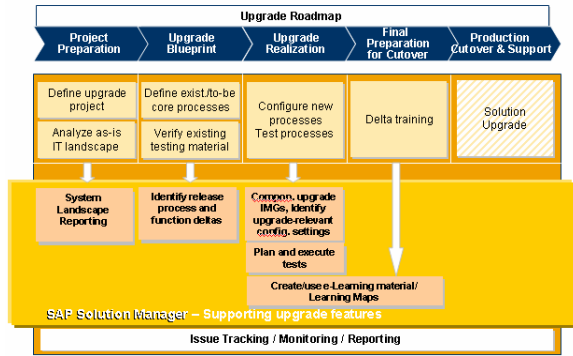 Upgrade Roadmap
Project
Preparation
Upgrade
Blueprint
Upgrade
Realization
Final
Preparation
for Cutover
Production
Cutover & Support
Define upgrade
project
Analyze as-is
IT landscape
Define exist./to-be
core processes
Verify existing
testing material
Configure new
processes
Test processes
Delta training
Solution
Upgrade
System
Landscape
Reporting
Identify release
process and
function deltas
Compon. upgrade
IMGs, Identify
upgrade-relevant
config. settings
Plan and execute
tests
Create/use e-Learning material/
Learning Maps
SAP Solution Manager – Supporting upgrade features
Issue Tracking / Monitoring / Reporting